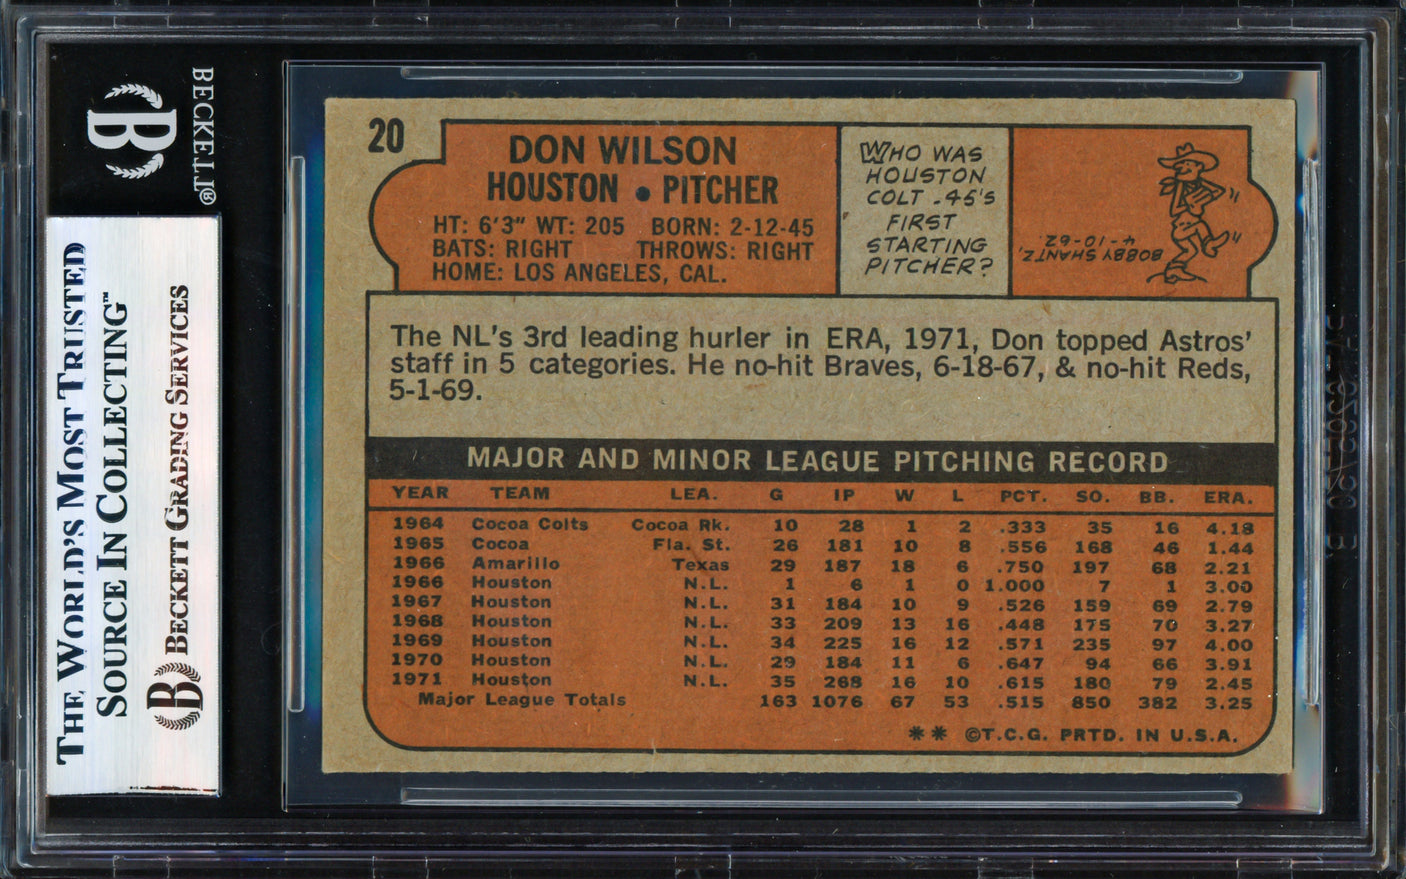 BECKETT®
B
THE WORLD'S MOST TRUSTED
SOURCE IN COLLECTING™
B BECKETT GRADING SERVICES
20
DON WILSON
HOUSTON • PITCHER
HT: 6'3" WT: 205 BORN: 2-12-45
BATS: RIGHT THROWS: RIGHT
HOME: LOS ANGELES, CAL.
WHO WAS
HOUSTON
COLT .45'S
FIRST
STARTING
PITCHER?
BOBBY SHANTZ,
4-10-62.
The NL's 3rd leading hurler in ERA, 1971, Don topped Astros'
staff in 5 categories. He no-hit Braves, 6-18-67, & no-hit Reds,
5-1-69.
MAJOR AND MINOR LEAGUE PITCHING RECORD
YEAR TEAM LEA. G IP W L PCT. SO. BB. ERA.
1964 Cocoa Colts Cocoa Rk. 10 28 1 2 .333 35 16 4.18
1965 Cocoa Fla. St. 26 181 10 8 .556 168 46 1.44
1966 Amarillo Texas 29 187 18 6 .750 197 68 2.21
1966 Houston N.L. 1 6 1 0 1.000 7 1 3.00
1967 Houston N.L. 31 184 10 9 .526 159 69 2.79
1968 Houston N.L. 33 209 13 16 .448 175 70 3.27
1969 Houston N.L. 34 225 16 12 .571 235 97 4.00
1970 Houston N.L. 29 184 11 6 .647 94 66 3.91
1971 Houston N.L. 35 268 16 10 .615 180 79 2.45
Major League Totals 163 1076 67 53 .515 850 382 3.25
** ©T.C.G. PRTD. IN U.S.A.